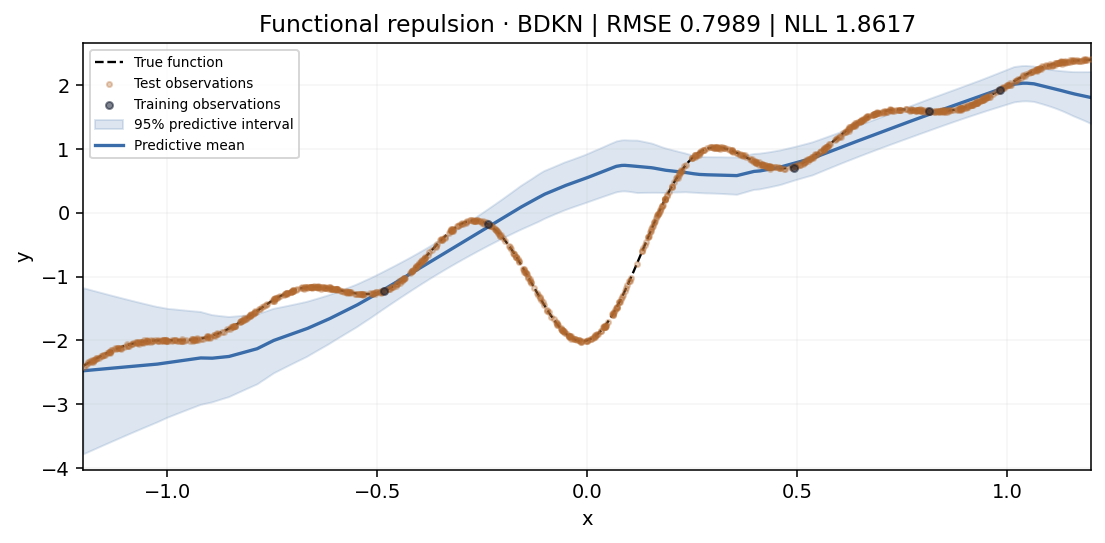 Functional repulsion · BDKN | RMSE 0.7989 | NLL 1.8617
True function
Test observations
Training observations
95% predictive interval
Predictive mean
2
1
0
−1
−2
−3
−4
y
−1.0
−0.5
0.0
0.5
1.0
x